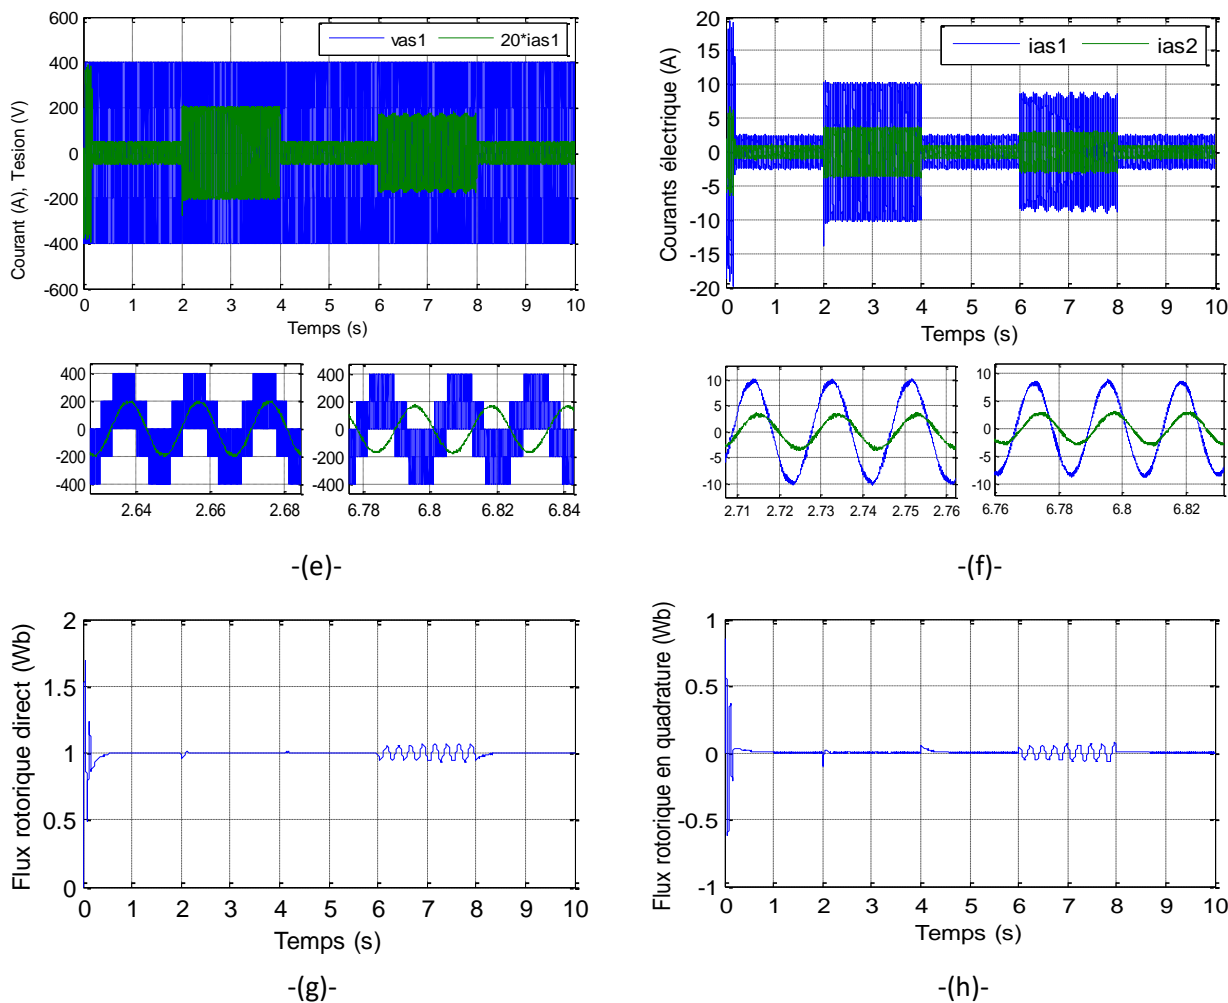 600
400
200
0
-200
-400
-600
vas1 20*ias1
Courant (A), Tesion (V)
0 1 2 3 4 5 6 7 8 9 10
Temps (s)
400
200
0
-200
-400
2.64 2.66 2.68
400
200
0
-200
-400
6.78 6.8 6.82 6.84
-(e)-
20
15
10
5
0
-5
-10
-15
-20
ias1 ias2
Courants électrique (A)
0 1 2 3 4 5 6 7 8 9 10
Temps (s)
10
5
0
-5
-10
2.71 2.72 2.73 2.74 2.75 2.76
10
5
0
-5
-10
6.76 6.78 6.8 6.82
-(f)-
2
1.5
1
0.5
0
Flux rotorique direct (Wb)
0 1 2 3 4 5 6 7 8 9 10
Temps (s)
-(g)-
1
0.5
0
-0.5
-1
Flux rotorique en quadrature (Wb)
0 1 2 3 4 5 6 7 8 9 10
Temps (s)
-(h)-